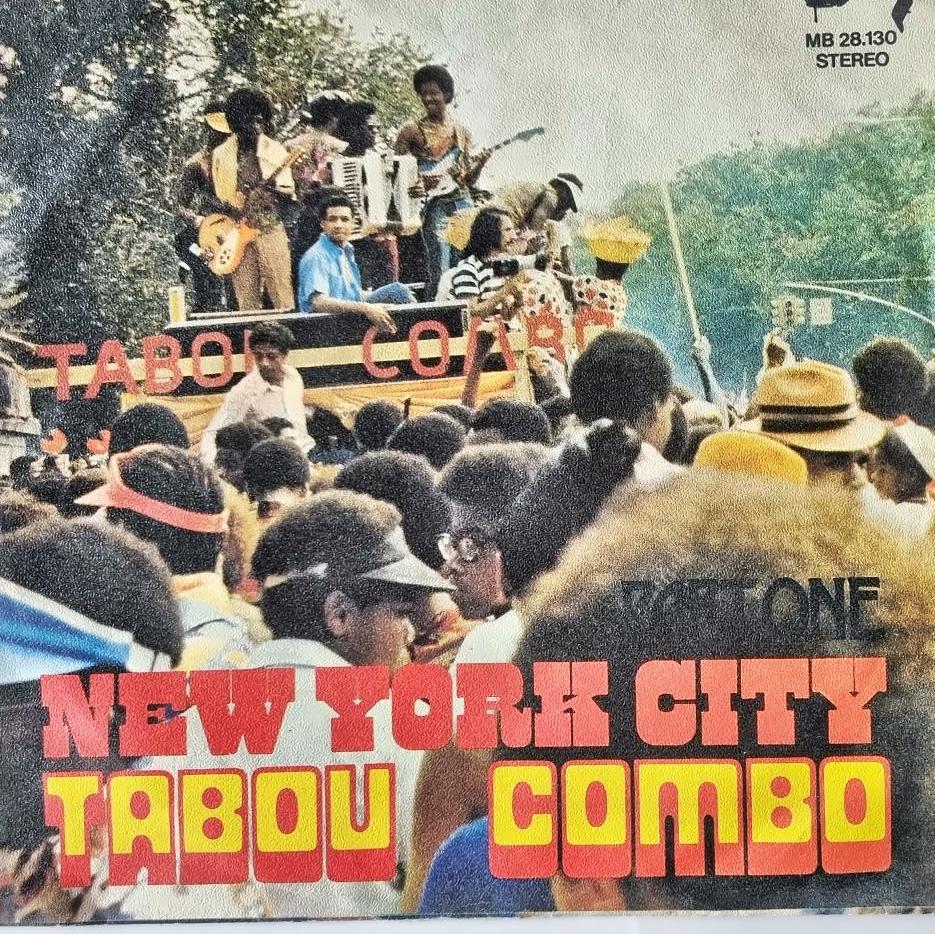 MB 28.130
STEREO
TABOU COMBO
PART ONE
NEW YORK CITY
TABOU COMBO